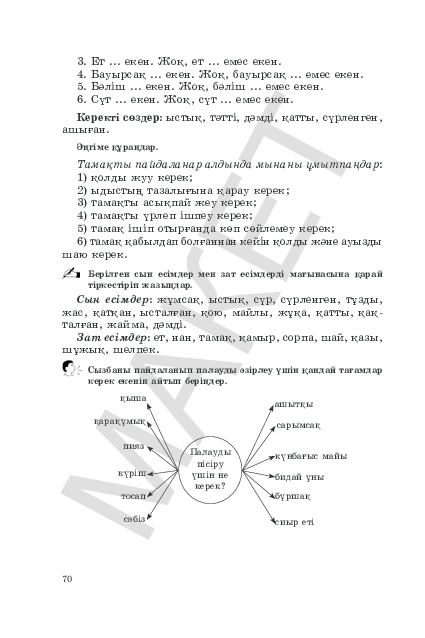 3. Ет ... екен. Жоқ, ет ... емес екен.
4. Бауырсақ ... екен. Жоқ, бауырсақ ... емес екен.
5. Бәліш ... екен. Жоқ, бәліш ... емес екен.
6. Сүт ... екен. Жоқ, сүт ... емес екен.
Керекті сөздер: ыстық, тәтті, дәмді, қатты, сүрленген,
ашыған.
Әңгіме құраңдар.
Тамақты пайдаланар алдында мынаны ұмытпаңдар:
1) қолды жуу керек;
2) ыдыстың тазалығына қарау керек;
3) тамақты асықпай жеу керек;
4) тамақты үрлеп ішпеу керек;
5) тамақ ішіп отырғанда көп сөйлемеу керек;
6) тамақ қабылдап болғаннан кейін қолды және ауызды
шаю керек.
Берілген сын есімдер мен зат есімдерді мағынасына қарай
тіркестіріп жазыңдар.
Сын есімдер: жұмсақ, ыстық, сүр, сүрленген, тұзды,
жас, қатқан, ысталған, қою, майлы, жұқа, қатты, қақ-
талған, жайма, дәмді.
Зат есімдер: ет, нан, тамақ, қамыр, сорпа, шай, қазы,
шұжық, шелпек.
Сызбаны пайдаланып палауды әзірлеу үшін қандай тағамдар
керек екенін айтып беріңдер.
қыша
қарақұмық
пияз
күріш
тосап
сәбіз
Палауды
пісіру
үшін не
керек?
ашытқы
сарымсақ
күнбағыс майы
бидай ұны
бұршақ
сиыр еті
70
МАКЕТ